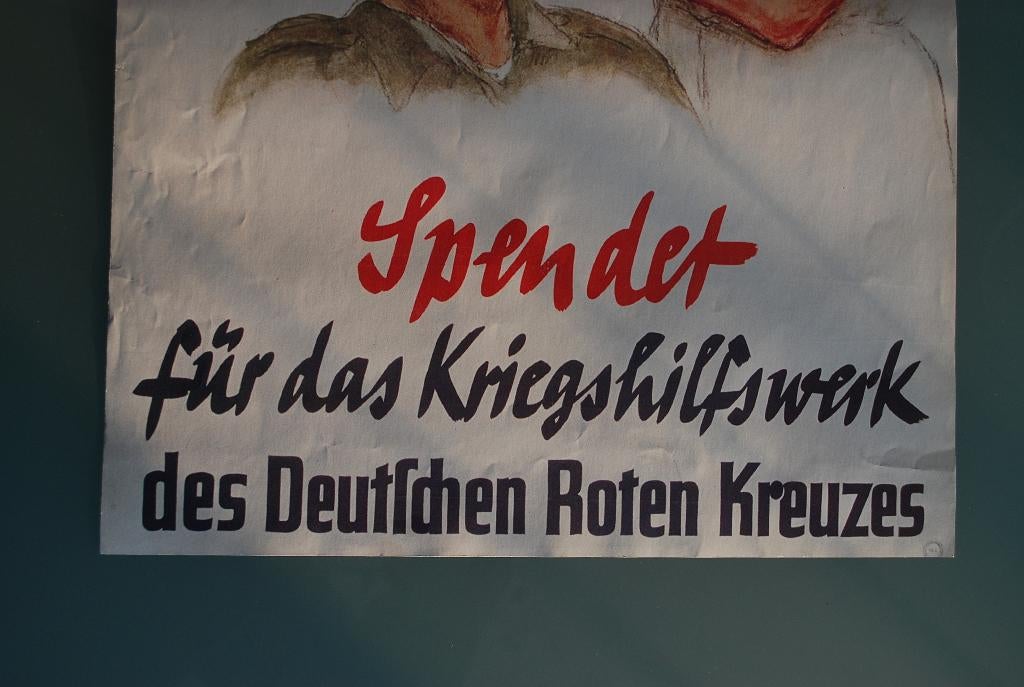 Spendet
für das Kriegshilfswerk
des Deutſchen Roten Kreuzes